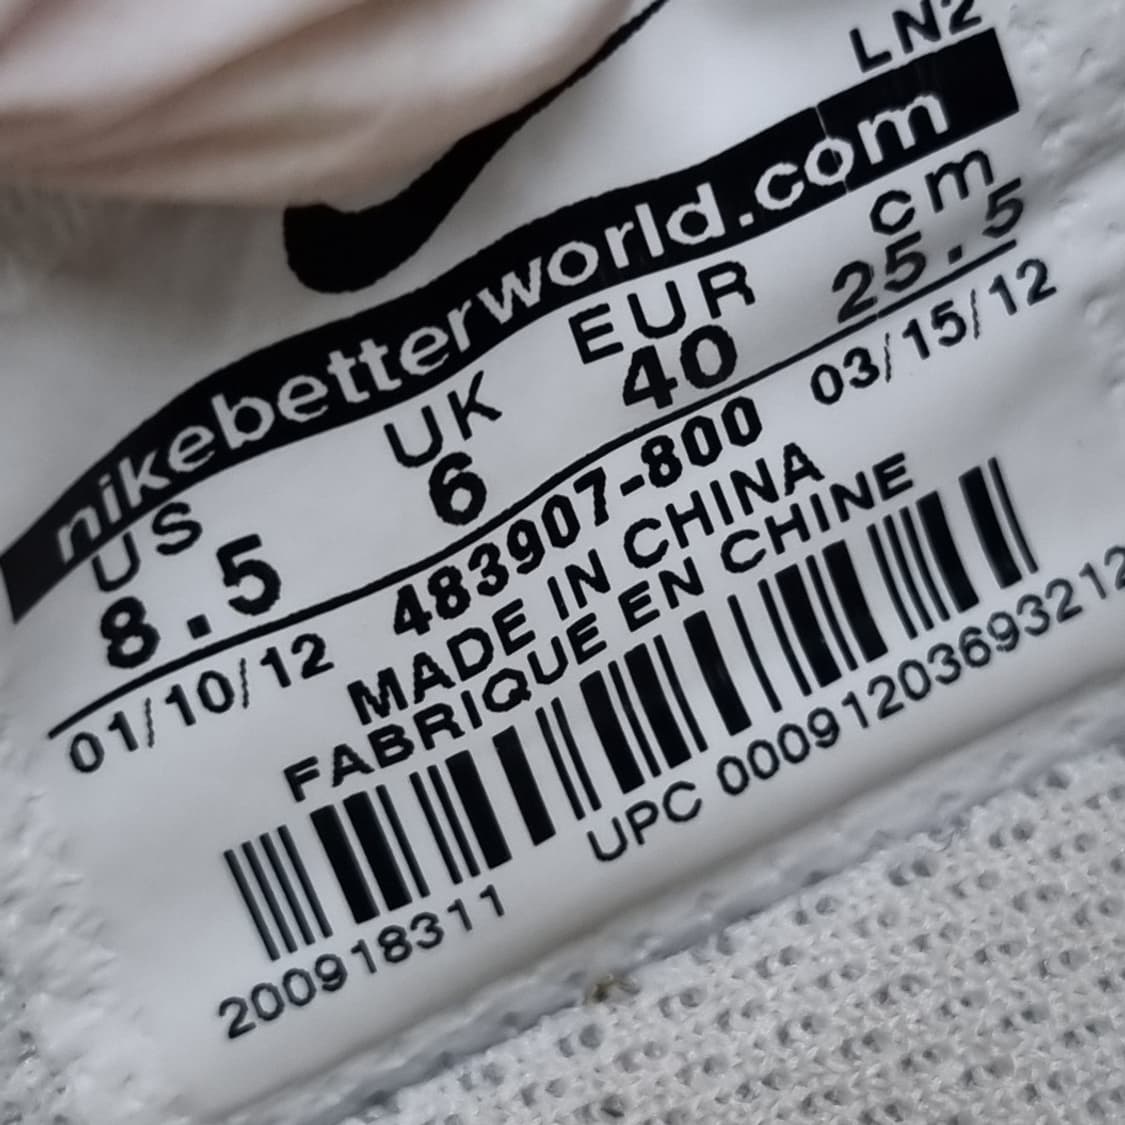 LN2
nikebetterworld.com
US UK EUR cm
8.5 6 40 25.5
01/10/12 483907-800 03/15/12
MADE IN CHINA
FABRIQUE EN CHINE
200918311 UPC 00091203693212